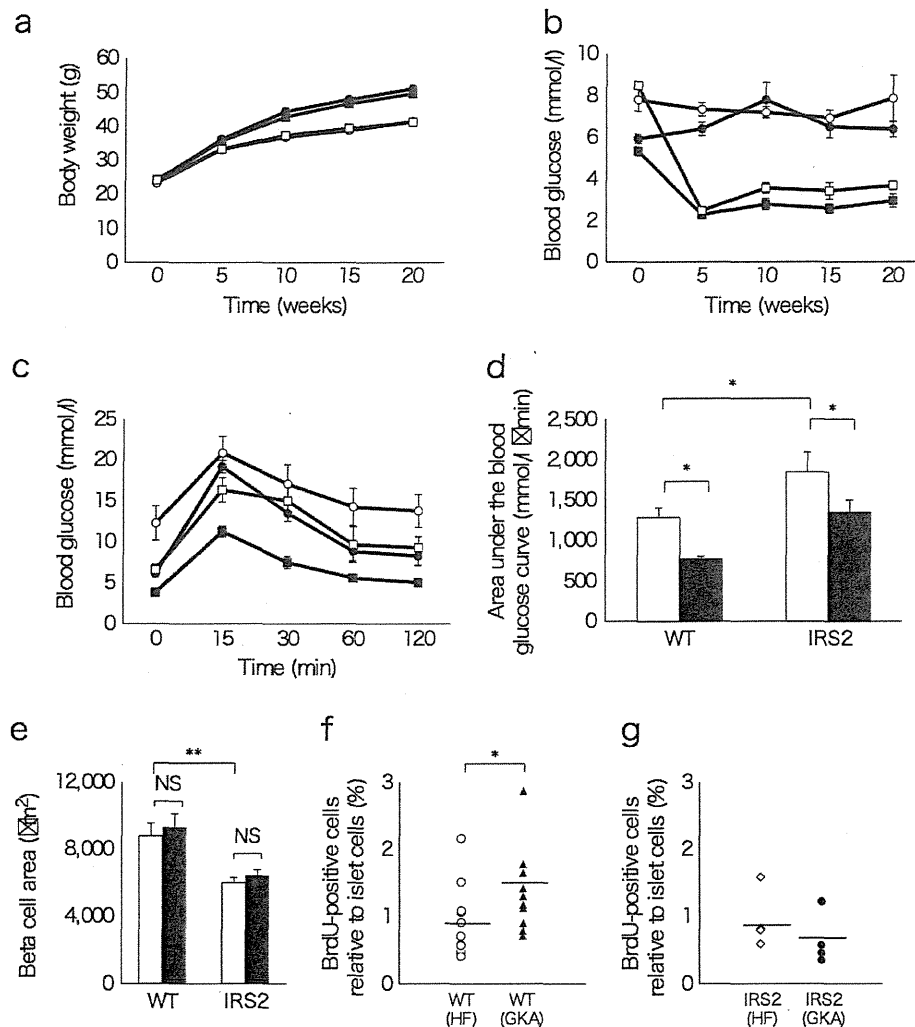 a
Body weight (g)
60
50
40
30
20
10
0
0 5 10 15 20
Time (weeks)
b
Blood glucose (mmol/l)
10
8
6
4
2
0
0 5 10 15 20
Time (weeks)
c
Blood glucose (mmol/l)
25
20
15
10
5
0
0 15 30 60 120
Time (min)
d
Area under the blood
glucose curve (mmol/l ☒min)
2,500
2,000
1,500
1,000
500
0
*
*
*
WT IRS2
e
Beta cell area (☒m²)
12,000
8,000
4,000
0
**
NS
NS
WT IRS2
f
BrdU-positive cells
relative to islet cells (%)
3
2
1
0
*
WT WT
(HF) (GKA)
g
BrdU-positive cells
relative to islet cells (%)
3
2
1
0
IRS2 IRS2
(HF) (GKA)